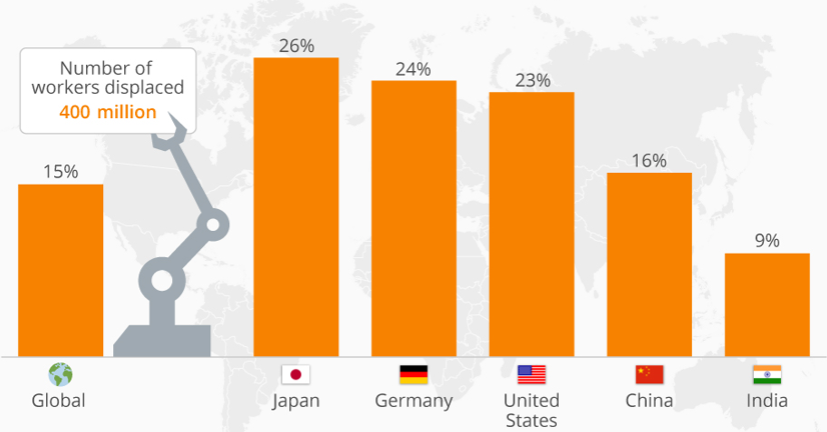 Number of
workers displaced
400 million
15%
26%
24%
23%
16%
9%
Global
Japan
Germany
United
States
China
India